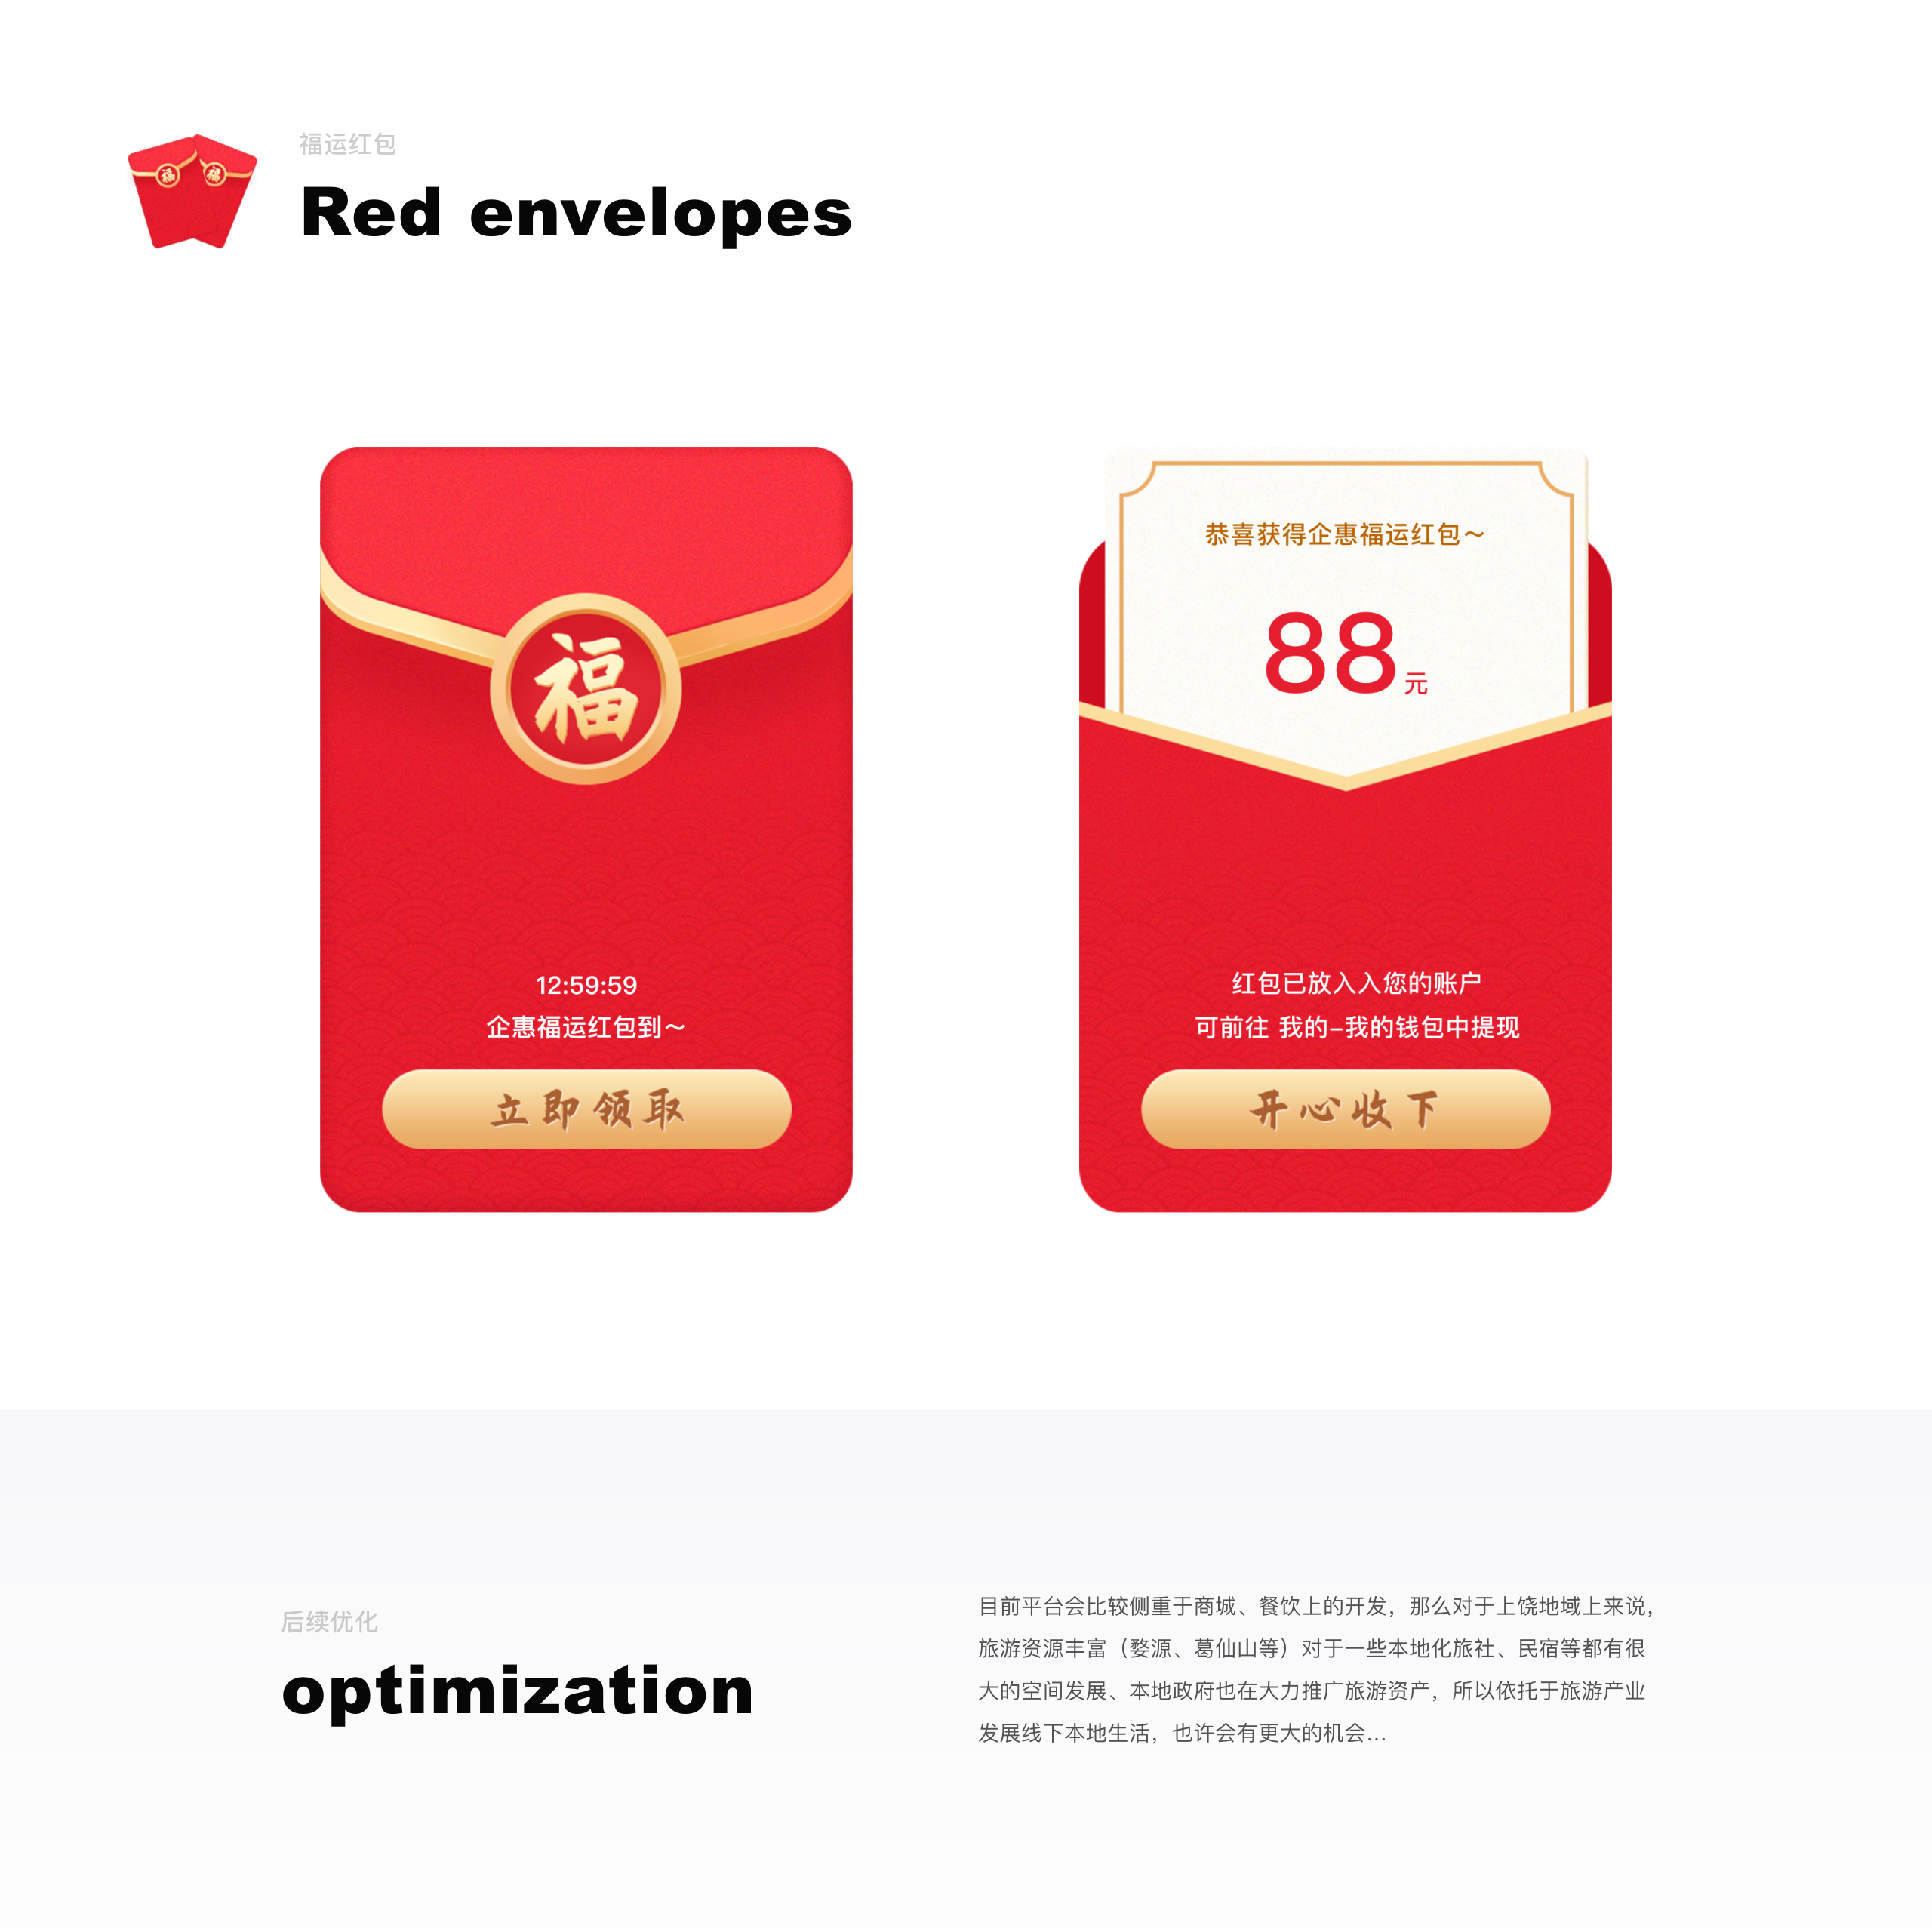 福运红包
Red envelopes
福
福
福
12:59:59
企惠福运红包到～
立即领取
恭喜获得企惠福运红包～
88元
红包已放入入您的账户
可前往 我的–我的钱包中提现
开心收下
后续优化
optimization
目前平台会比较侧重于商城、餐饮上的开发，那么对于上饶地域上来说，
旅游资源丰富（婺源、葛仙山等）对于一些本地化旅社、民宿等都有很
大的空间发展、本地政府也在大力推广旅游资产，所以依托于旅游产业
发展线下本地生活，也许会有更大的机会...